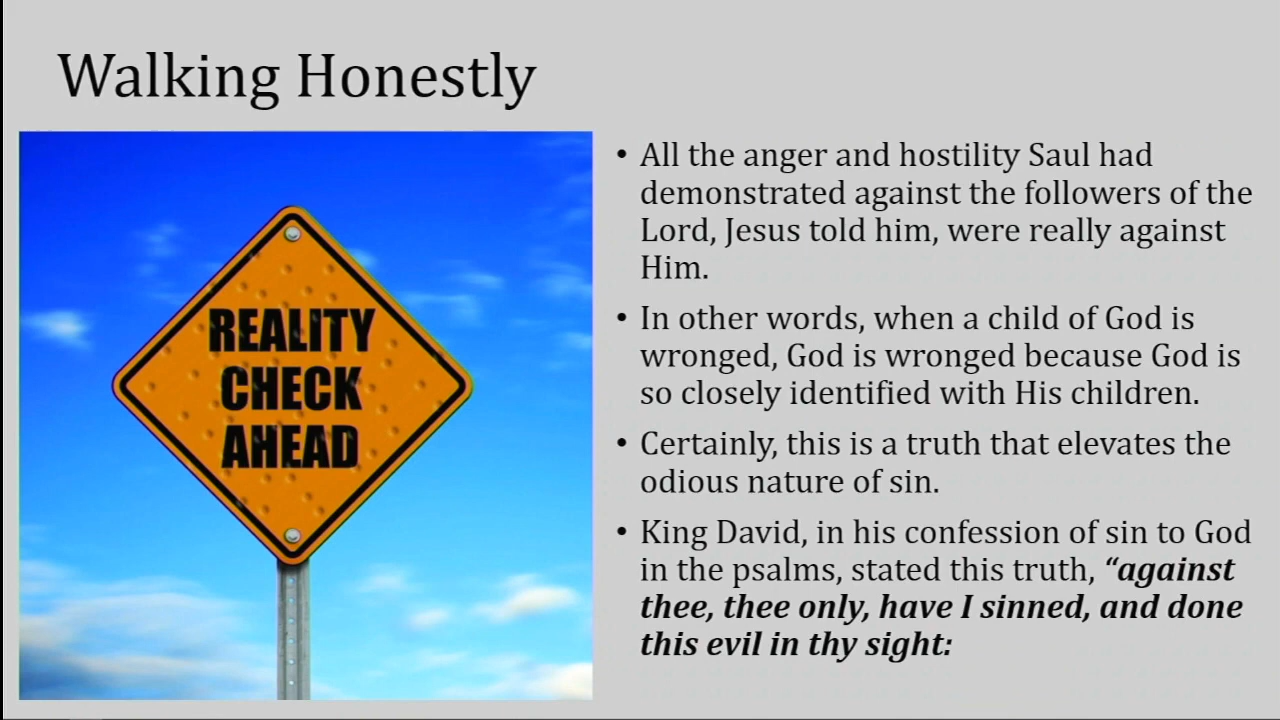 Walking Honestly
REALITY
CHECK
AHEAD
• All the anger and hostility Saul had
demonstrated against the followers of the
Lord, Jesus told him, were really against
Him.
• In other words, when a child of God is
wronged, God is wronged because God is
so closely identified with His children.
• Certainly, this is a truth that elevates the
odious nature of sin.
• King David, in his confession of sin to God
in the psalms, stated this truth, “against
thee, thee only, have I sinned, and done
this evil in thy sight: